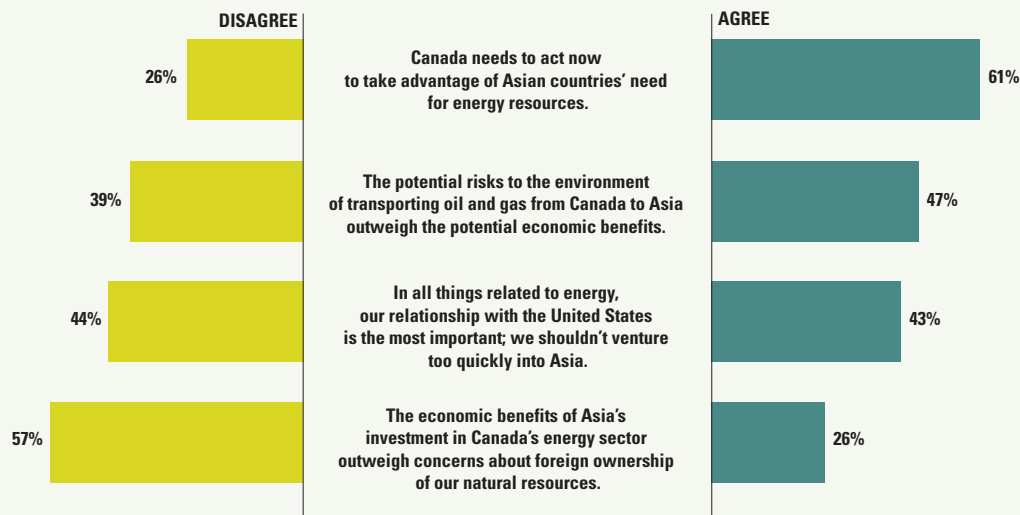 DISAGREE
AGREE
26%
Canada needs to act now
to take advantage of Asian countries’ need
for energy resources.
61%
39%
The potential risks to the environment
of transporting oil and gas from Canada to Asia
outweigh the potential economic benefits.
47%
44%
In all things related to energy,
our relationship with the United States
is the most important; we shouldn’t venture
too quickly into Asia.
43%
57%
The economic benefits of Asia’s
investment in Canada’s energy sector
outweigh concerns about foreign ownership
of our natural resources.
26%